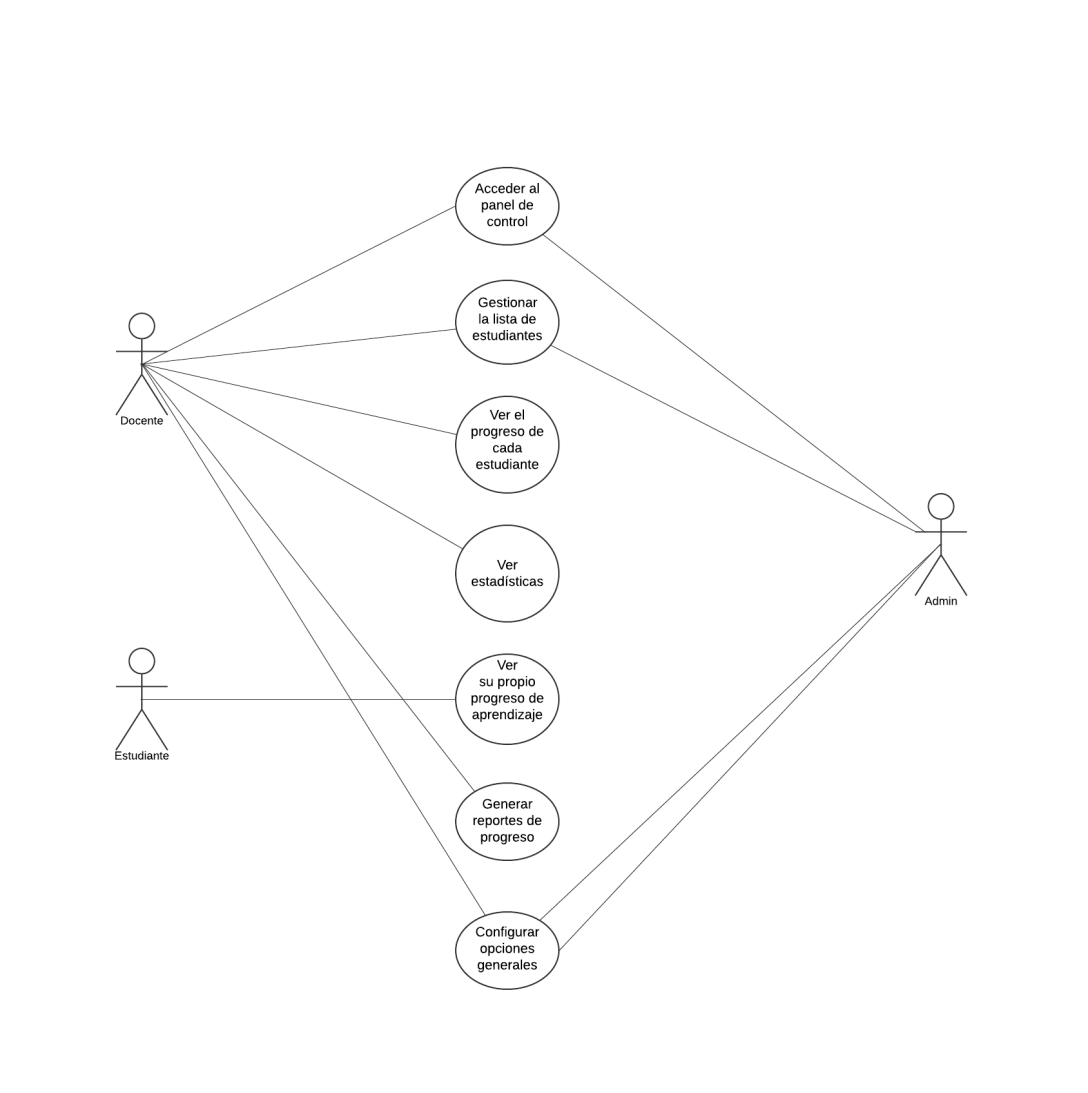 Acceder al
panel de
control
Gestionar
la lista de
estudiantes
Docente
Ver el
progreso de
cada
estudiante
Ver
estadísticas
Admin
Ver
su propio
progreso de
aprendizaje
Estudiante
Generar
reportes de
progreso
Configurar
opciones
generales